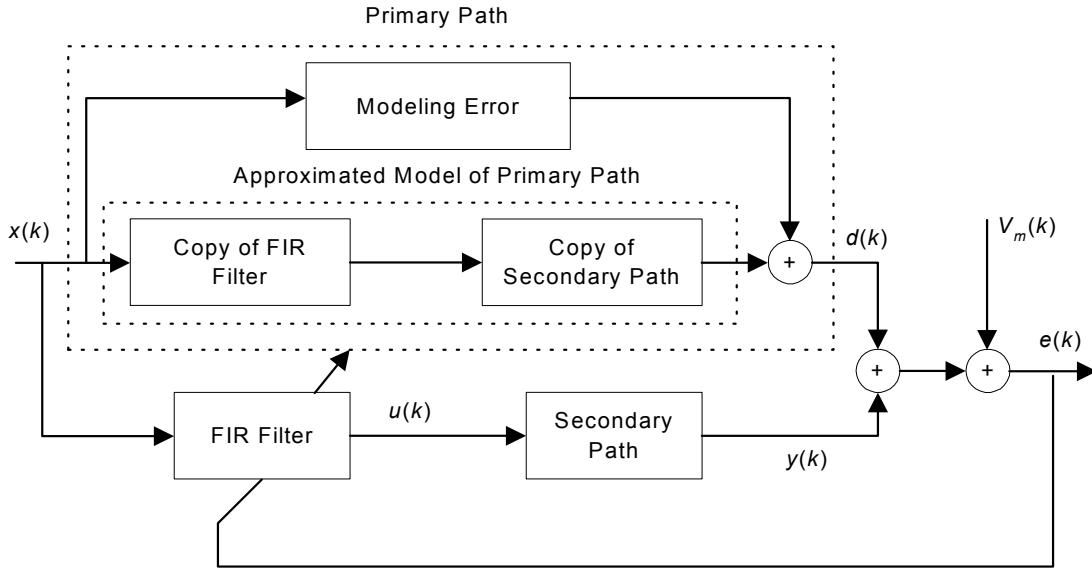 Primary Path
Modeling Error
Approximated Model of Primary Path
x(k)
Copy of FIR
Filter
Copy of
Secondary Path
+
d(k)
V_m(k)
+
+
e(k)
FIR Filter
u(k)
Secondary
Path
y(k)